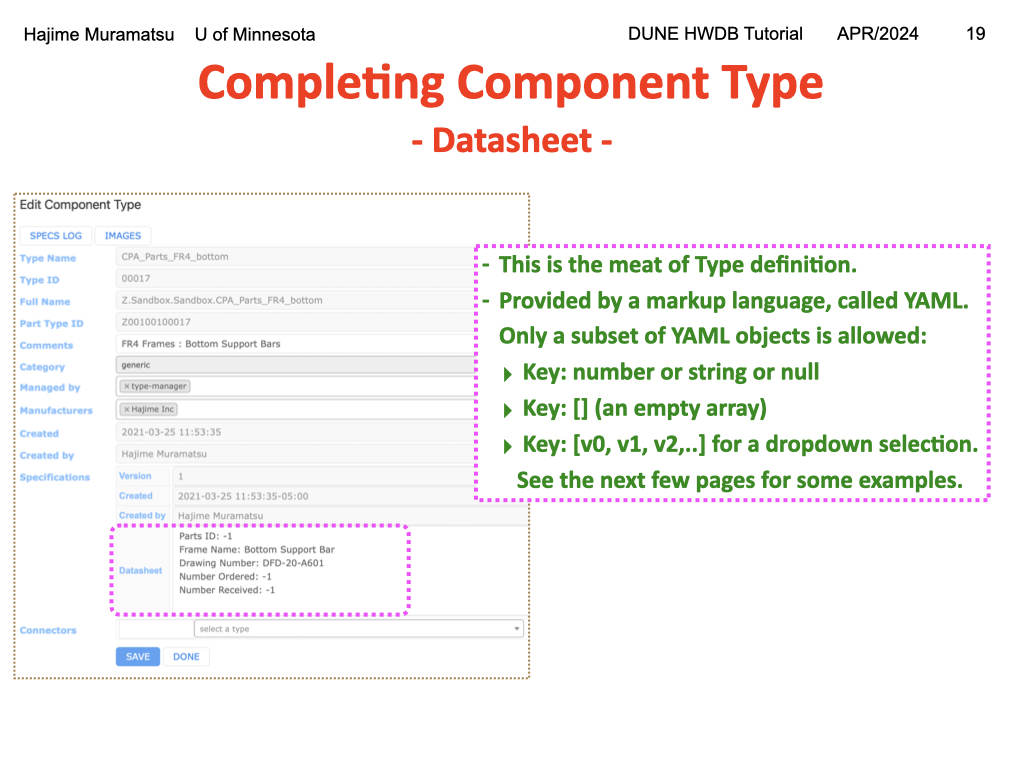 Hajime Muramatsu U of Minnesota DUNE HWDB Tutorial APR/2024 19
Completing Component Type
- Datasheet -
Edit Component Type
SPECS LOG IMAGES
Type Name CPA_Parts_FR4_bottom
Type ID 00017
Full Name Z.Sandbox.Sandbox.CPA_Parts_FR4_bottom
Part Type ID Z00100100017
Comments FR4 Frames : Bottom Support Bars
Category generic
Managed by × type-manager
Manufacturers × Hajime Inc
Created 2021-03-25 11:53:35
Created by Hajime Muramatsu
Specifications Version 1
Created 2021-03-25 11:53:35-05:00
Created by Hajime Muramatsu
Datasheet
Parts ID: -1
Frame Name: Bottom Support Bar
Drawing Number: DFD-20-A601
Number Ordered: -1
Number Received: -1
Connectors select a type
SAVE DONE
- This is the meat of Type definition.
- Provided by a markup language, called YAML.
Only a subset of YAML objects is allowed:
▸ Key: number or string or null
▸ Key: [] (an empty array)
▸ Key: [v0, v1, v2,..] for a dropdown selection.
See the next few pages for some examples.